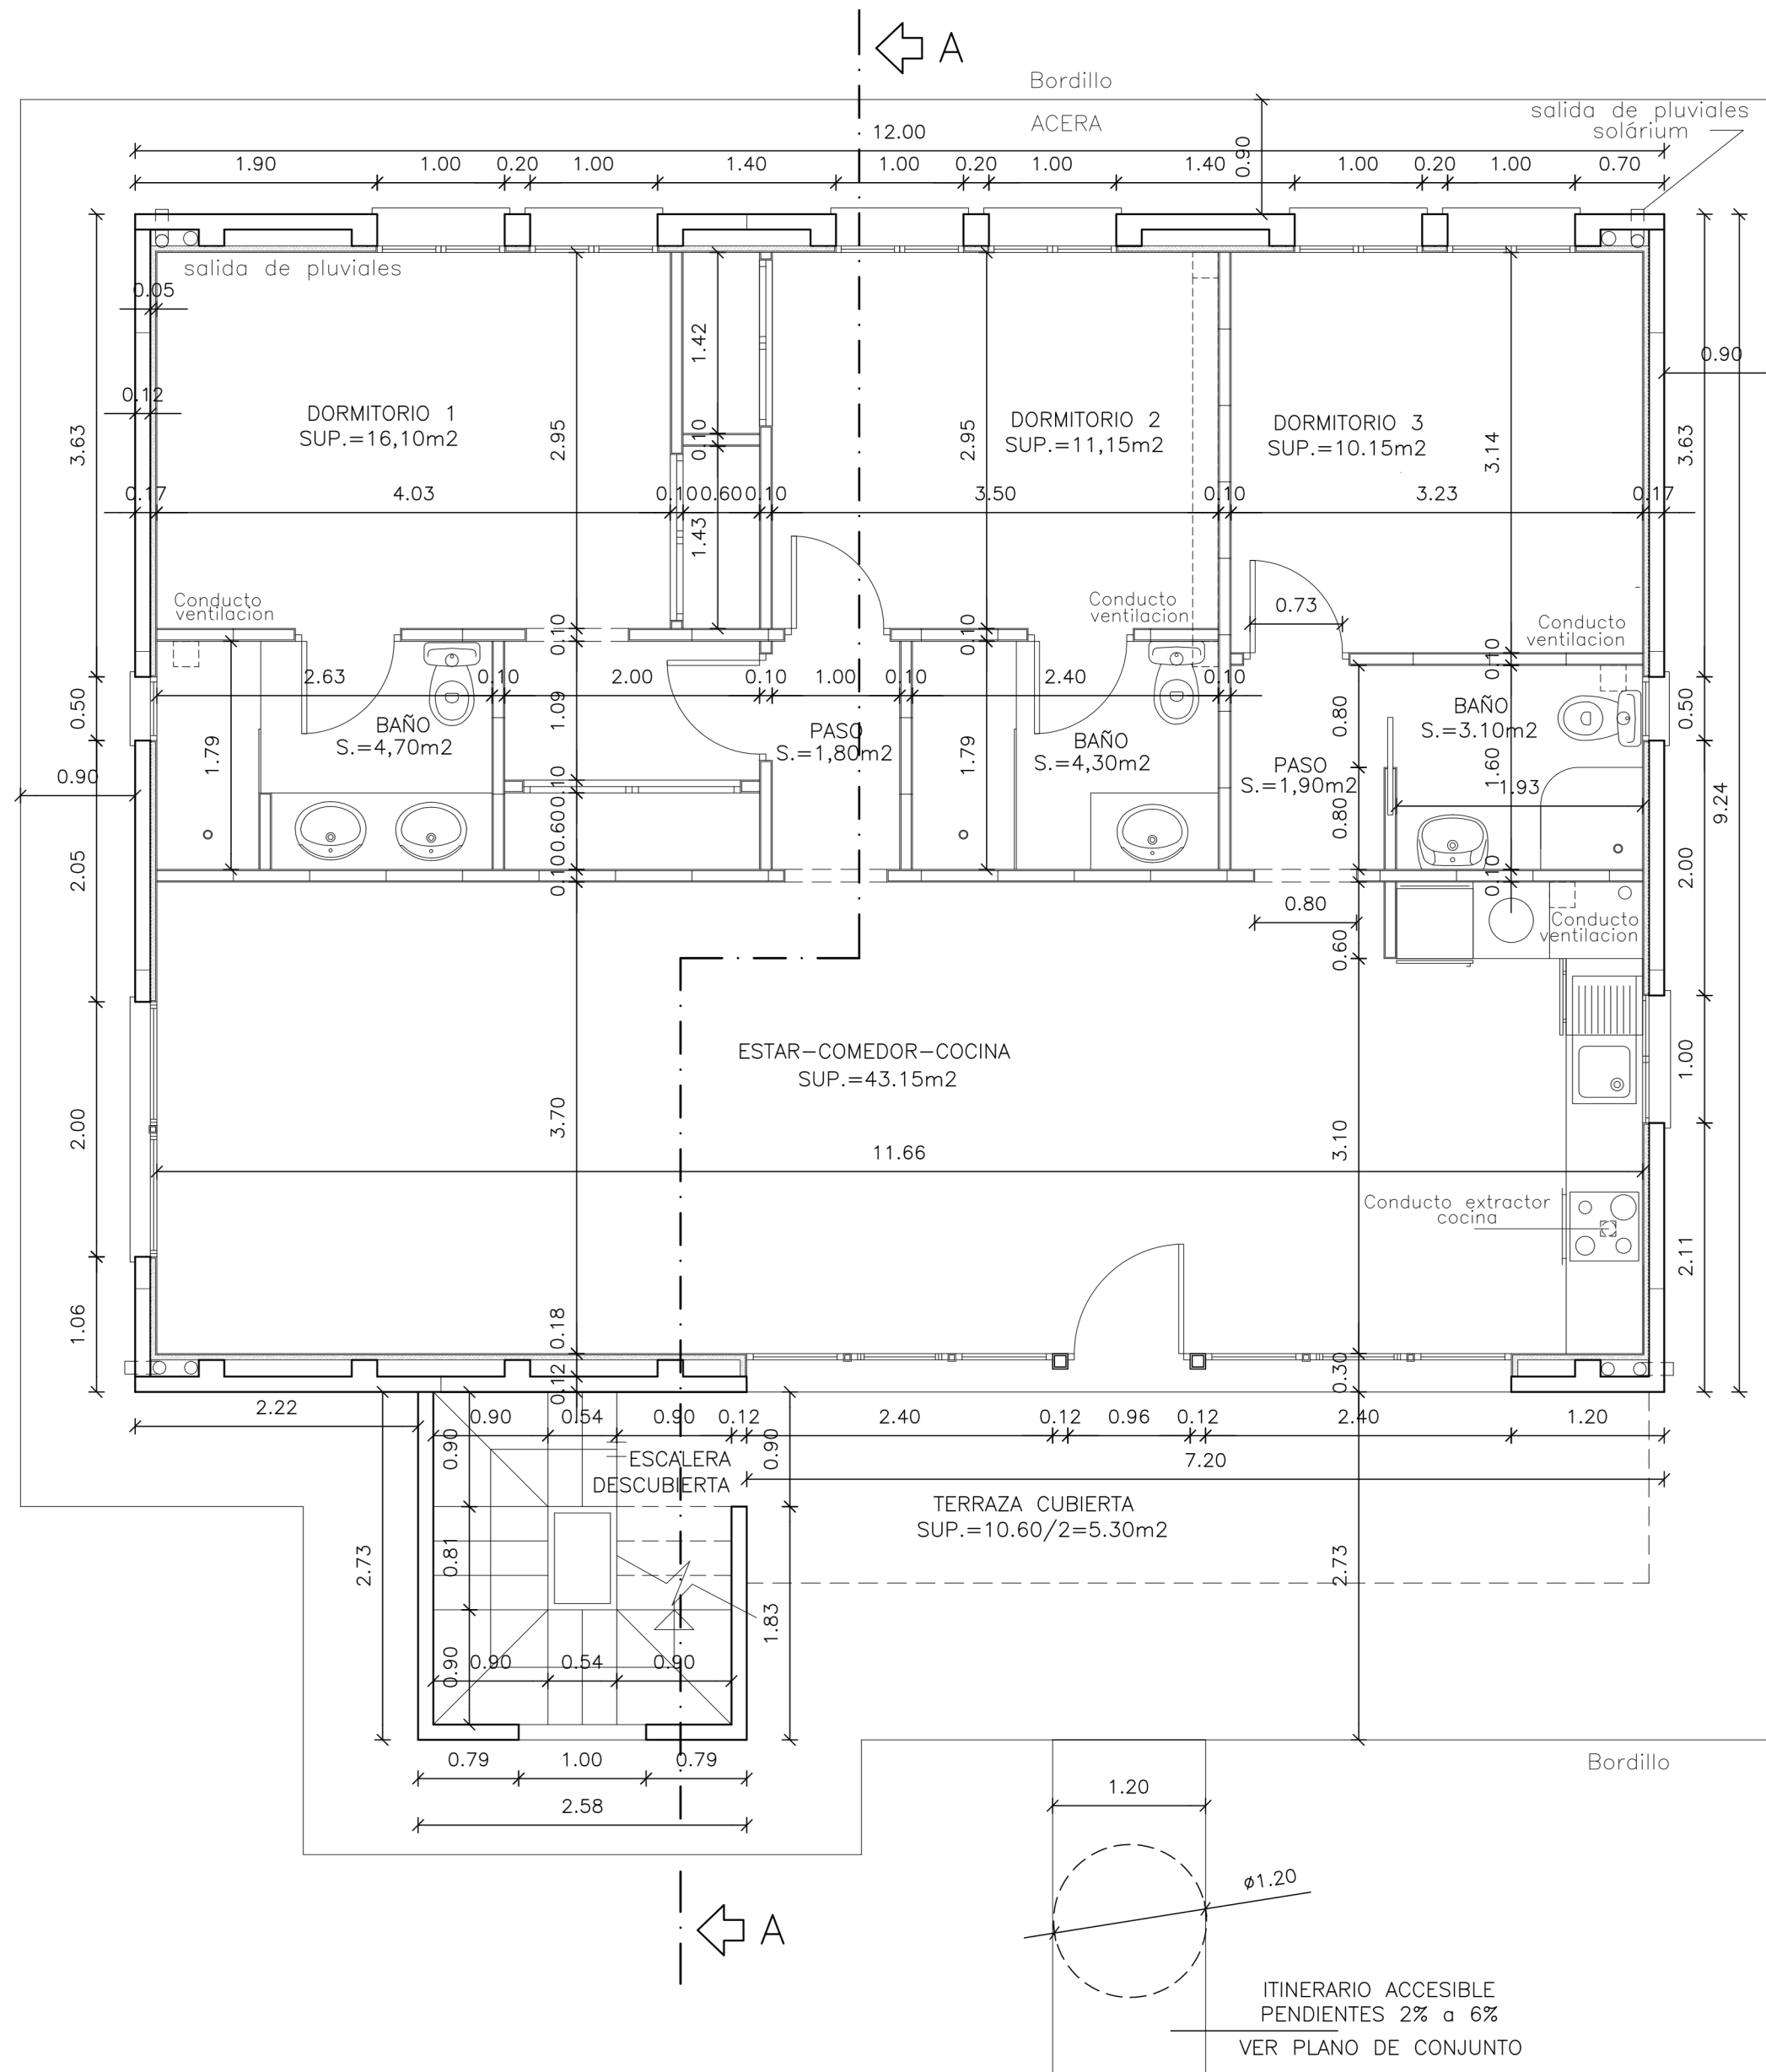 A
Bordillo
ACERA
salida de pluviales
solárium
12.00
0.90
1.90
1.00
0.20
1.00
1.40
1.00
0.20
1.00
1.40
1.00
0.20
1.00
0.70
salida de pluviales
0.05
0.12
3.63
1.42
0.10
1.43
0.90
DORMITORIO 1
SUP.=16,10m2
2.95
DORMITORIO 2
SUP.=11,15m2
2.95
DORMITORIO 3
SUP.=10.15m2
3.14
3.63
0.17
4.03
0.10
0.60
0.10
3.50
0.10
3.23
0.17
Conducto
ventilacion
Conducto
ventilacion
0.73
Conducto
ventilacion
0.10
0.10
0.10
2.63
0.10
2.00
0.10
1.00
0.10
2.40
0.10
0.50
BAÑO
S.=4,70m2
1.79
1.09
PASO
S.=1,80m2
1.79
BAÑO
S.=4,30m2
0.80
BAÑO
S.=3.10m2
0.50
PASO
S.=1,90m2
1.60
1.93
0.80
0.90
0.10
0.60
0.10
0.10
9.24
2.05
2.00
0.80
0.60
Conducto
ventilacion
ESTAR-COMEDOR-COCINA
SUP.=43.15m2
1.00
2.00
3.70
3.10
11.66
Conducto extractor
cocina
2.11
1.06
0.18
0.12
0.30
2.22
0.90
0.54
0.90
0.12
2.40
0.12
0.96
0.12
2.40
1.20
7.20
0.90
ESCALERA
DESCUBIERTA
0.90
TERRAZA CUBIERTA
SUP.=10.60/2=5.30m2
2.73
0.81
1.83
2.73
0.90
0.90
0.54
0.90
0.79
1.00
0.79
2.58
Bordillo
1.20
ø1.20
A
ITINERARIO ACCESIBLE
PENDIENTES 2% a 6%
VER PLANO DE CONJUNTO